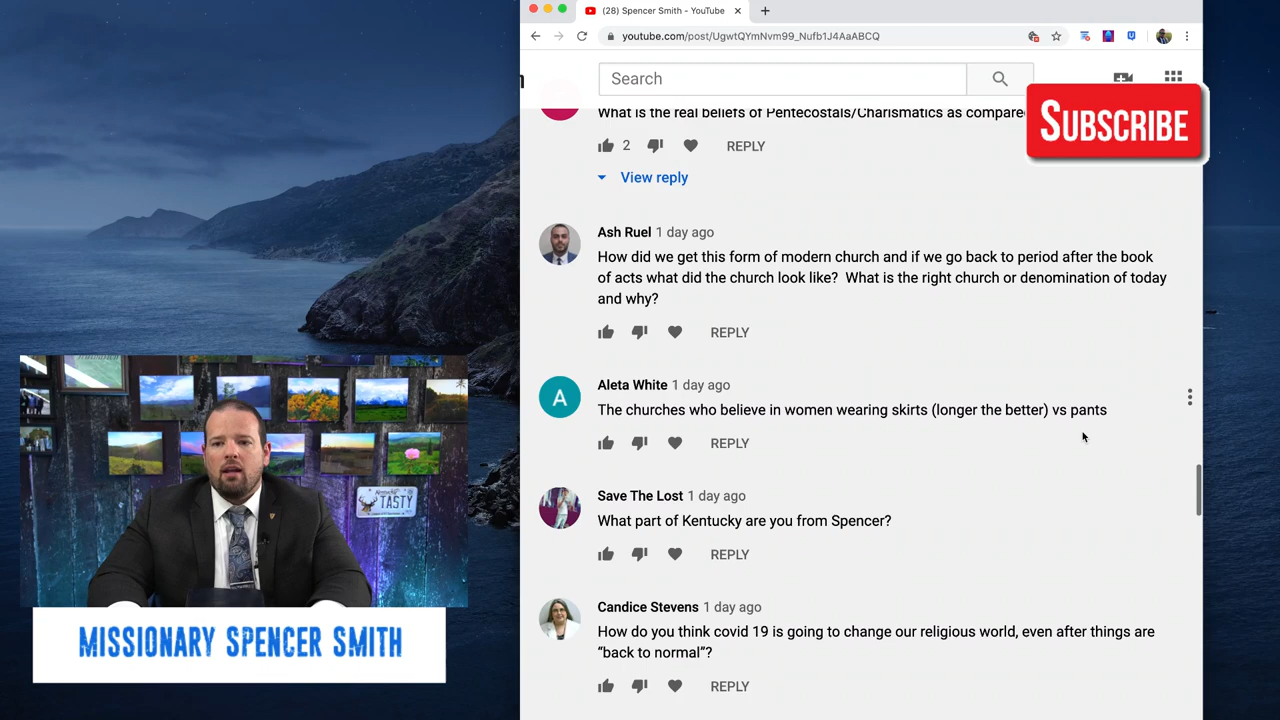 (28) Spencer Smith - YouTube
youtube.com/post/UgwtQYmNvm99_Nufb1J4AaABCQ
Search
SUBSCRIBE
What is the real beliefs of Pentecostals/Charismatics as compare
2
REPLY
View reply
Ash Ruel 1 day ago
How did we get this form of modern church and if we go back to period after the book
of acts what did the church look like? What is the right church or denomination of today
and why?
REPLY
Aleta White 1 day ago
A
The churches who believe in women wearing skirts (longer the better) vs pants
REPLY
Save The Lost 1 day ago
What part of Kentucky are you from Spencer?
REPLY
Candice Stevens 1 day ago
How do you think covid 19 is going to change our religious world, even after things are
“back to normal”?
REPLY
TASTY
MISSIONARY SPENCER SMITH